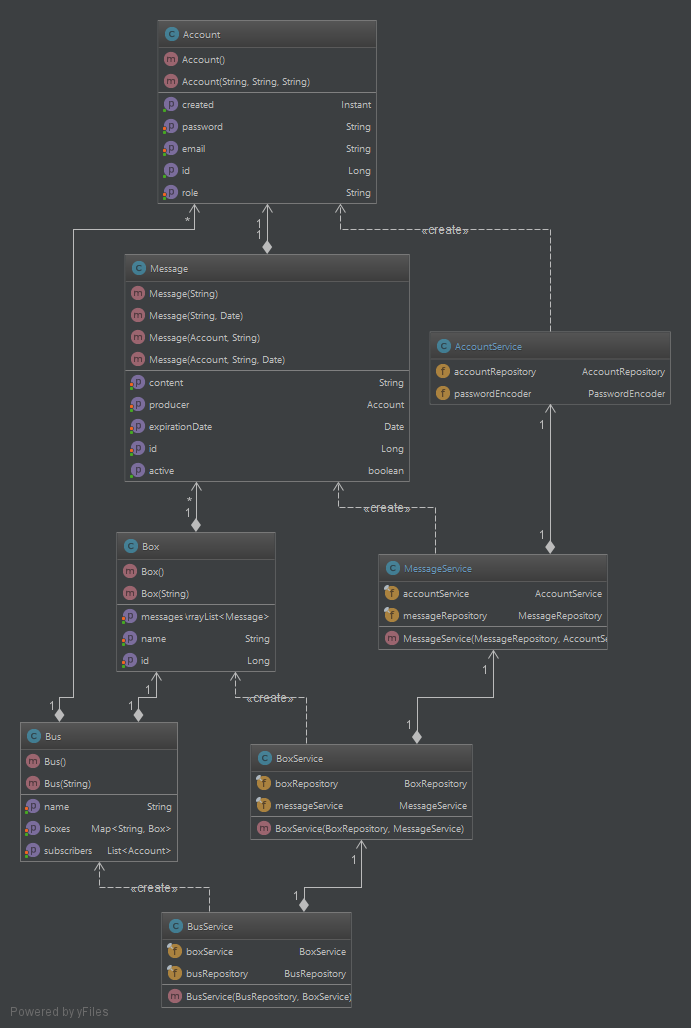 Account
Account()
Account(String, String, String)
created Instant
password String
email String
id Long
role String
*
1
1
«create»
Message
Message(String)
Message(String, Date)
Message(Account, String)
Message(Account, String, Date)
content String
producer Account
expirationDate Date
id Long
active boolean
AccountService
accountRepository AccountRepository
passwordEncoder PasswordEncoder
1
*
1
«create»
1
Box
Box()
Box(String)
messages \rrayList<Message>
name String
id Long
MessageService
accountService AccountService
messageRepository MessageRepository
MessageService(MessageRepository, AccountSe
1
1
1
«create»
1
1
Bus
Bus()
Bus(String)
name String
boxes Map<String, Box>
subscribers List<Account>
BoxService
boxRepository BoxRepository
messageService MessageService
BoxService(BoxRepository, MessageService)
1
«create»
1
BusService
boxService BoxService
busRepository BusRepository
BusService(BusRepository, BoxService)
Powered by yFiles